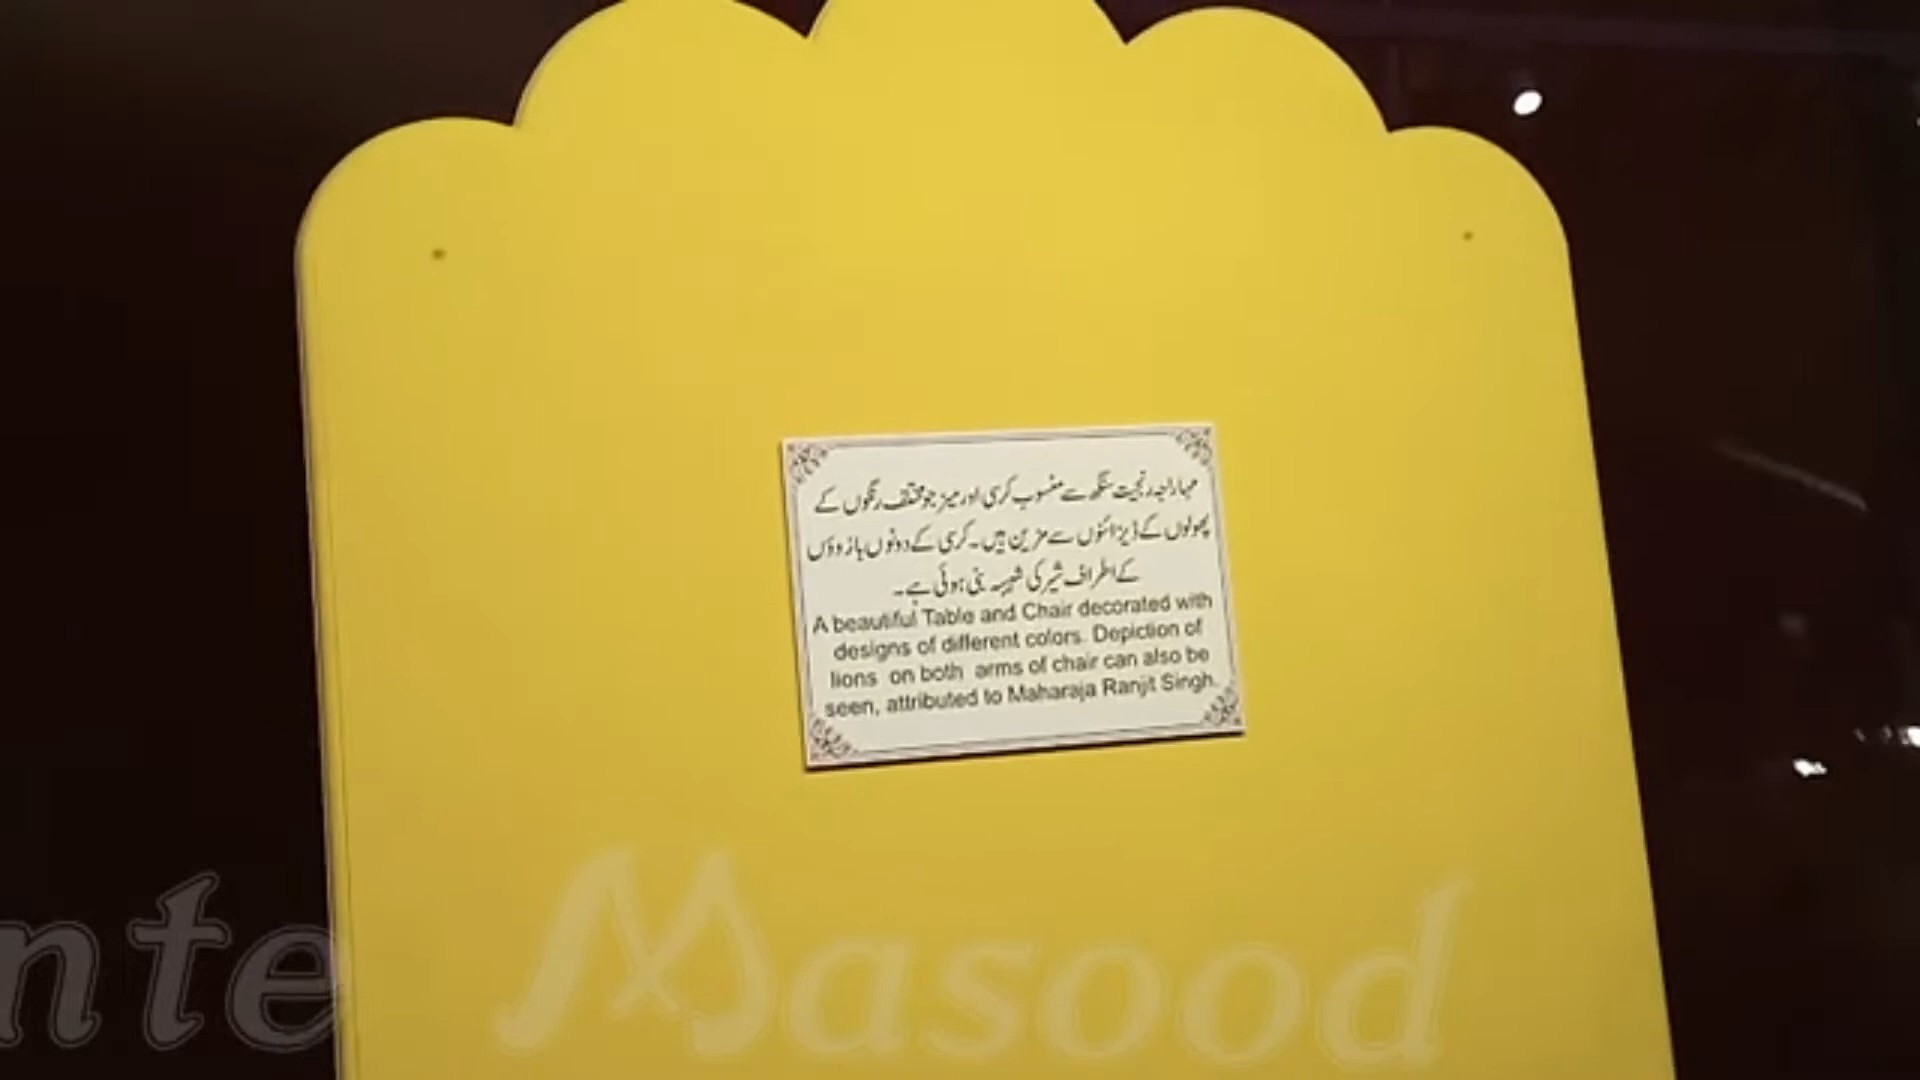 مہاراجہ رنجیت سنگھ سے منسوب کرسی اور میز جو مختلف رنگوں کے
پھولوں کے ڈیزائنوں سے مزین ہیں۔ کرسی کے دونوں بازوؤں
کے اطراف شیر کی شبیہہ بنی ہوئی ہے۔
A beautiful Table and Chair decorated with
designs of different colors. Depiction of
lions on both arms of chair can also be
seen, attributed to Maharaja Ranjit Singh.
nte Masood